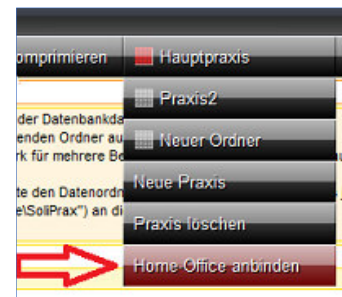 omprimieren
Hauptpraxis
Praxis2
Neuer Ordner
Neue Praxis
Praxis löschen
Home-Office anbinden
der Datenbankda
enden Ordner au
rk für mehrere Be
te den Datenordn
e\SoliPrax") an di